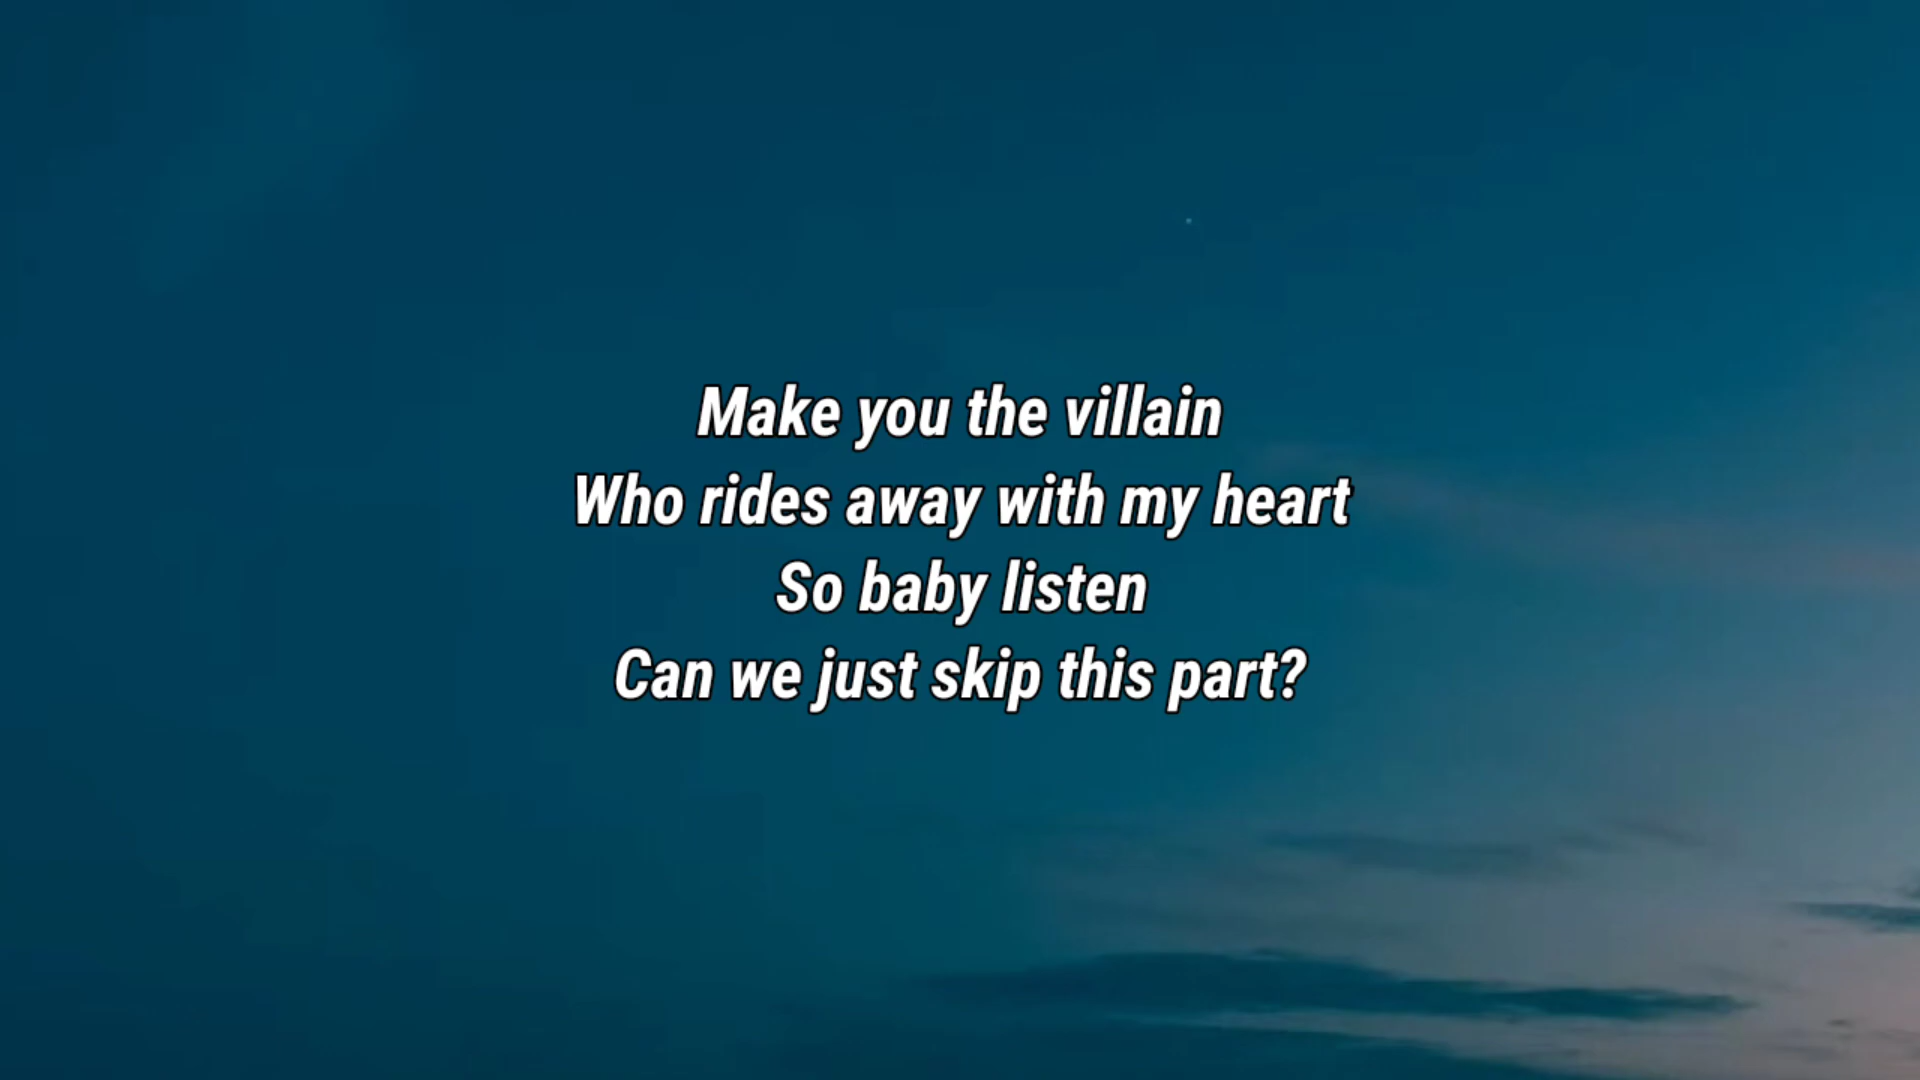 Make you the villain
Who rides away with my heart
So baby listen
Can we just skip this part?